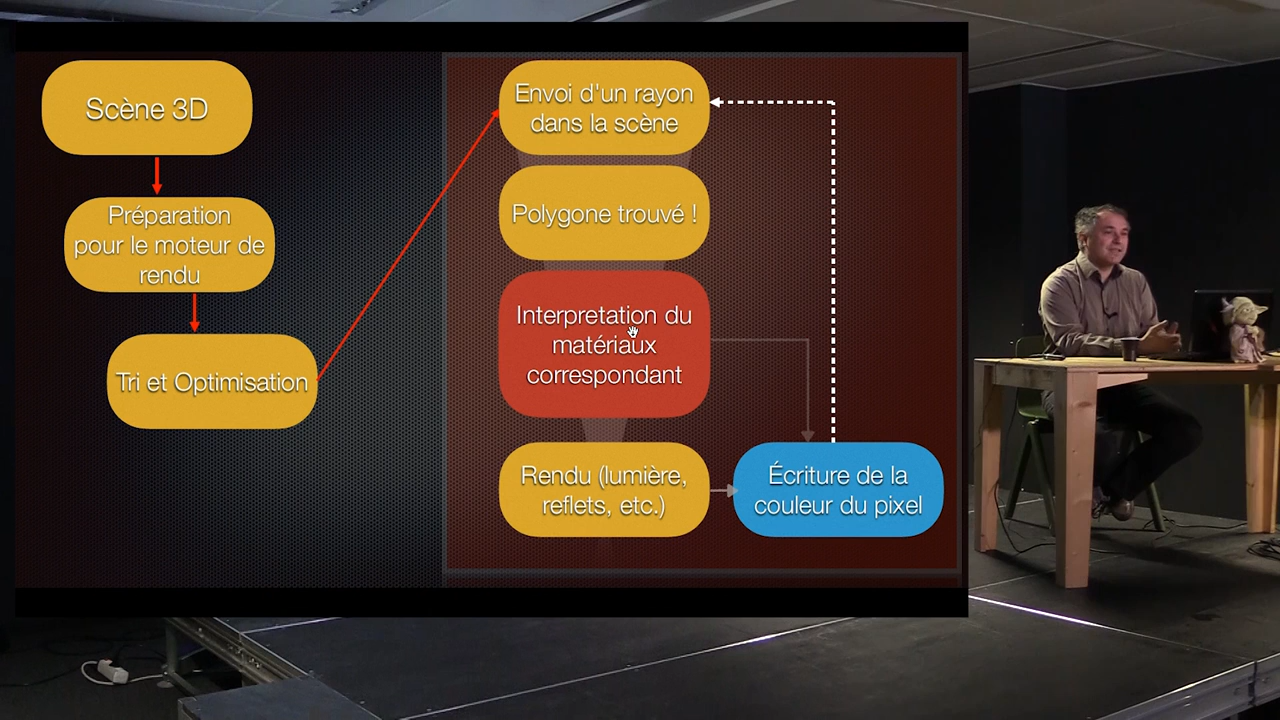 Scène 3D
Préparation
pour le moteur de
rendu
Tri et Optimisation
Envoi d'un rayon
dans la scène
Polygone trouvé !
Interpretation du
matériaux
correspondant
Rendu (lumière,
reflets, etc.)
Écriture de la
couleur du pixel